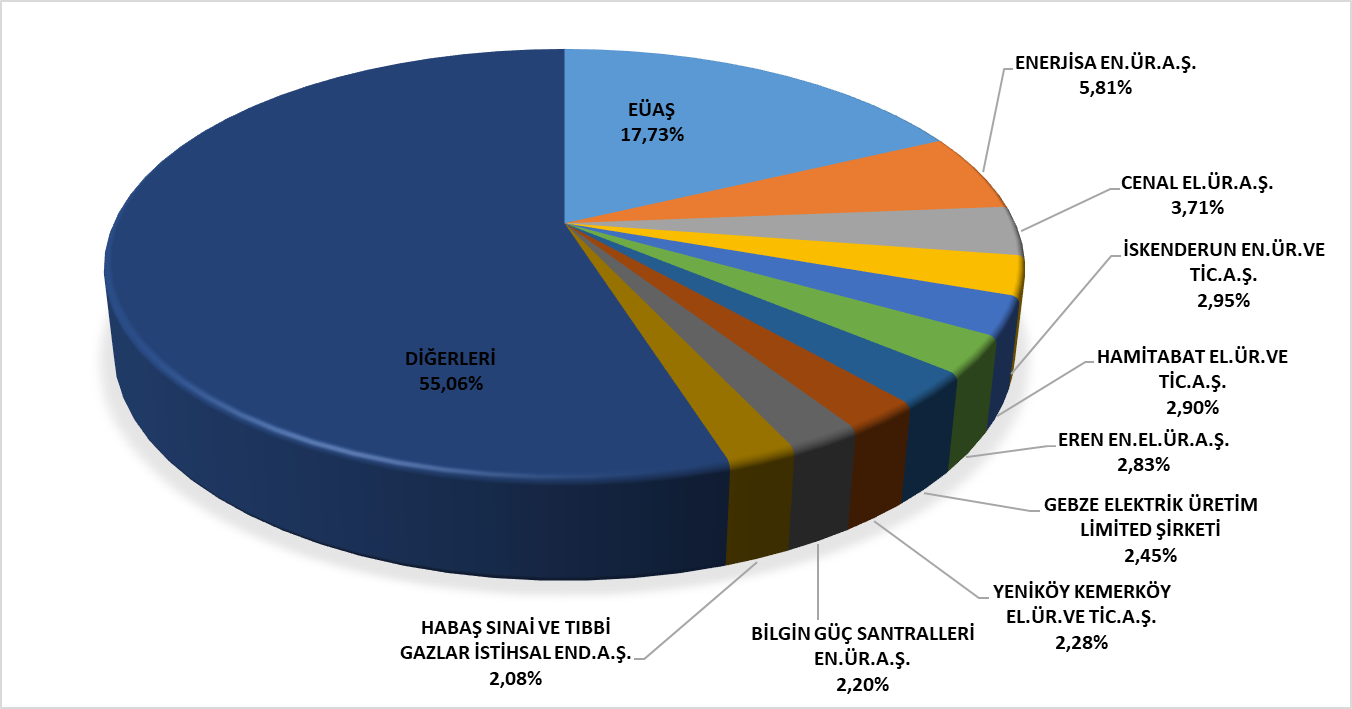 EÜAŞ
17,73%
ENERJİSA EN.ÜR.A.Ş.
5,81%
CENAL EL.ÜR.A.Ş.
3,71%
İSKENDERUN EN.ÜR.VE
TİC.A.Ş.
2,95%
HAMİTABAT EL.ÜR.VE
TİC.A.Ş.
2,90%
EREN EN.EL.ÜR.A.Ş.
2,83%
GEBZE ELEKTRİK ÜRETİM
LİMİTED ŞİRKETİ
2,45%
YENİKÖY KEMERKÖY
EL.ÜR.VE TİC.A.Ş.
2,28%
BİLGİN GÜÇ SANTRALLERİ
EN.ÜR.A.Ş.
2,20%
HABAŞ SINAİ VE TIBBİ
GAZLAR İSTİHSAL END.A.Ş.
2,08%
DİĞERLERİ
55,06%